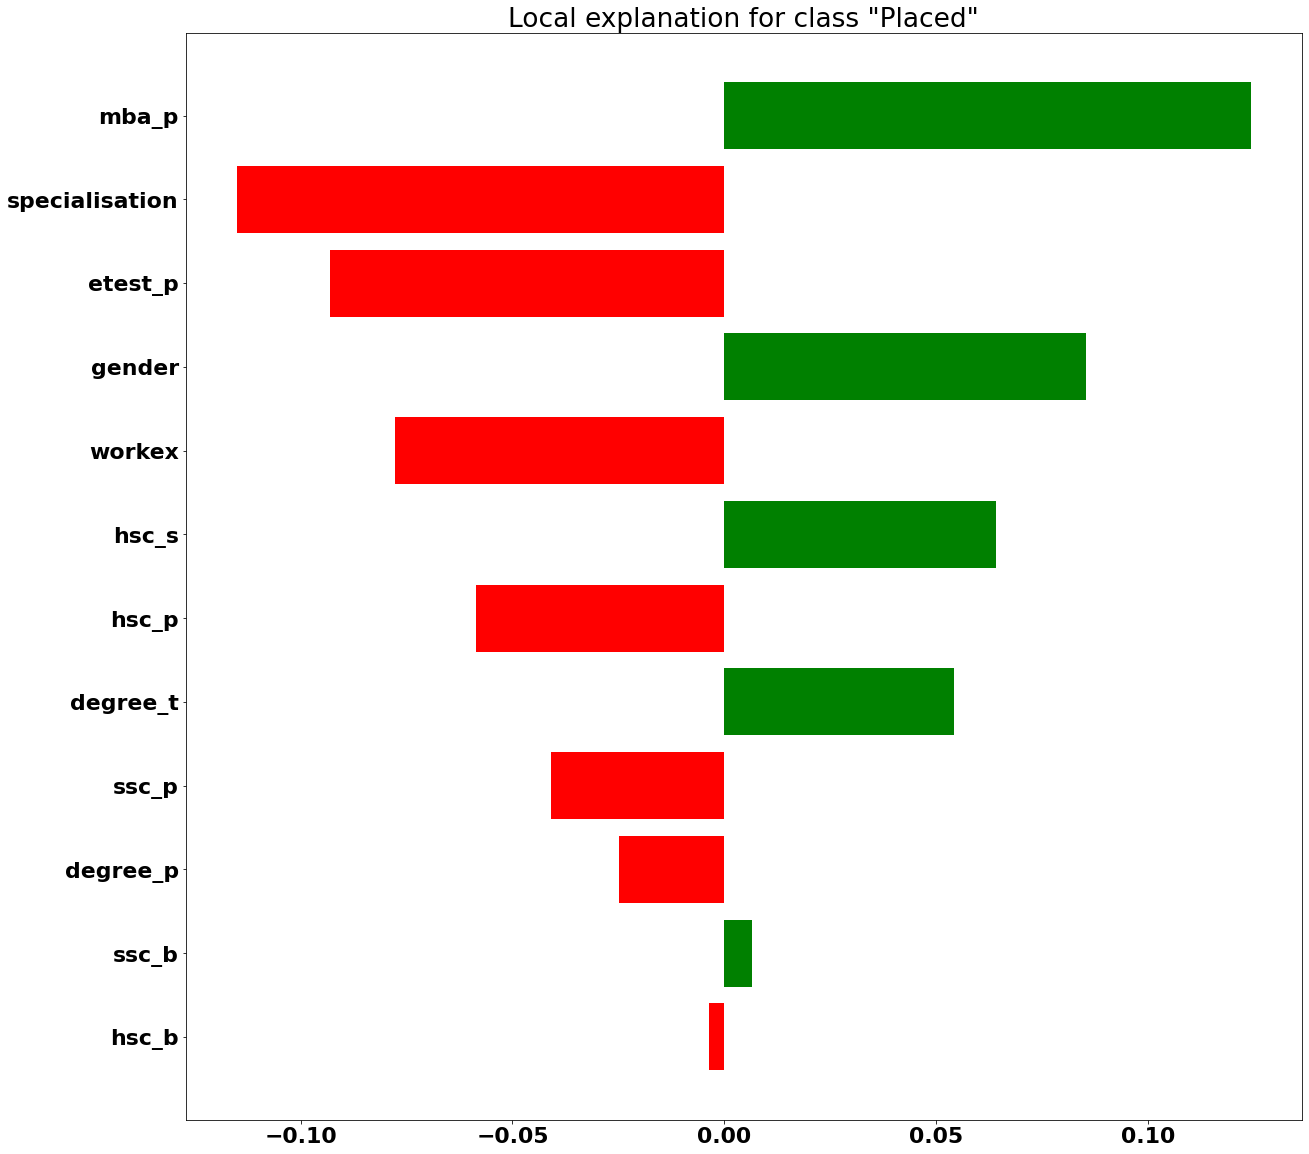 Local explanation for class "Placed"
mba_p
specialisation
etest_p
gender
workex
hsc_s
hsc_p
degree_t
ssc_p
degree_p
ssc_b
hsc_b
−0.10 −0.05 0.00 0.05 0.10